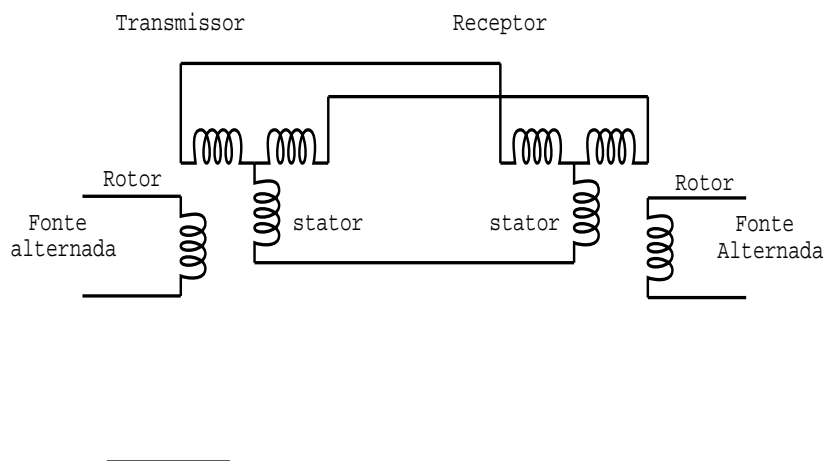 Transmissor
Receptor
Rotor
Rotor
Fonte
alternada
stator
stator
Fonte
Alternada